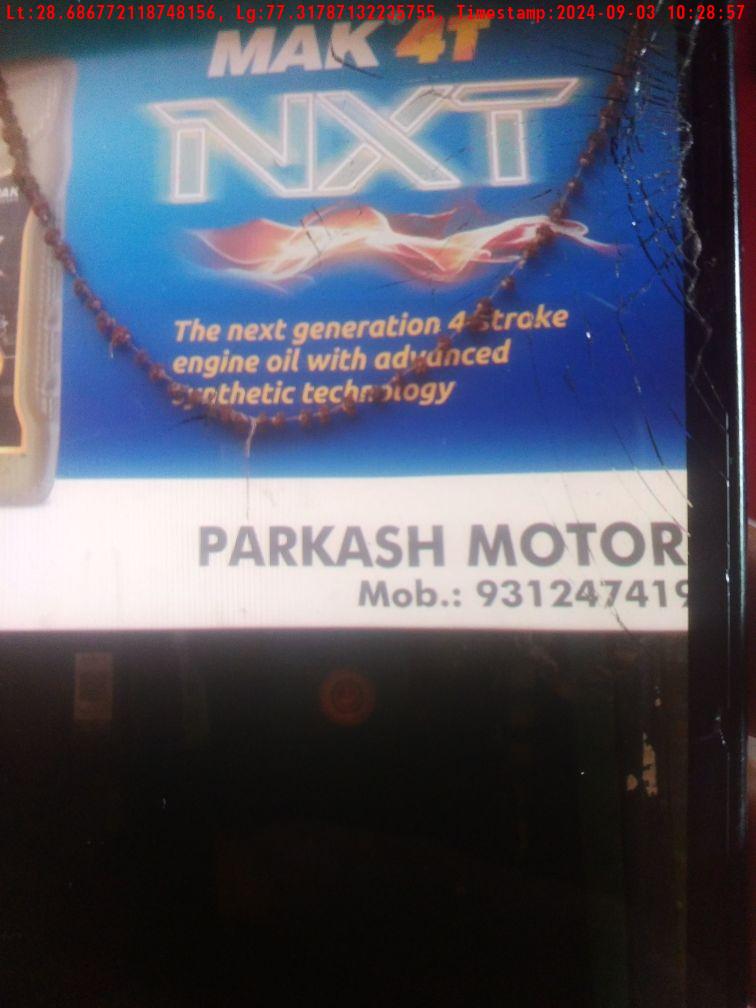 Lt:28.686772118748156, Lg:77.31787132235755, Timestamp:2024-09-03 10:28:57
MAK 4T
NXT
The next generation 4-stroke
engine oil with advanced
synthetic technology
PARKASH MOTOR
Mob.: 931247419